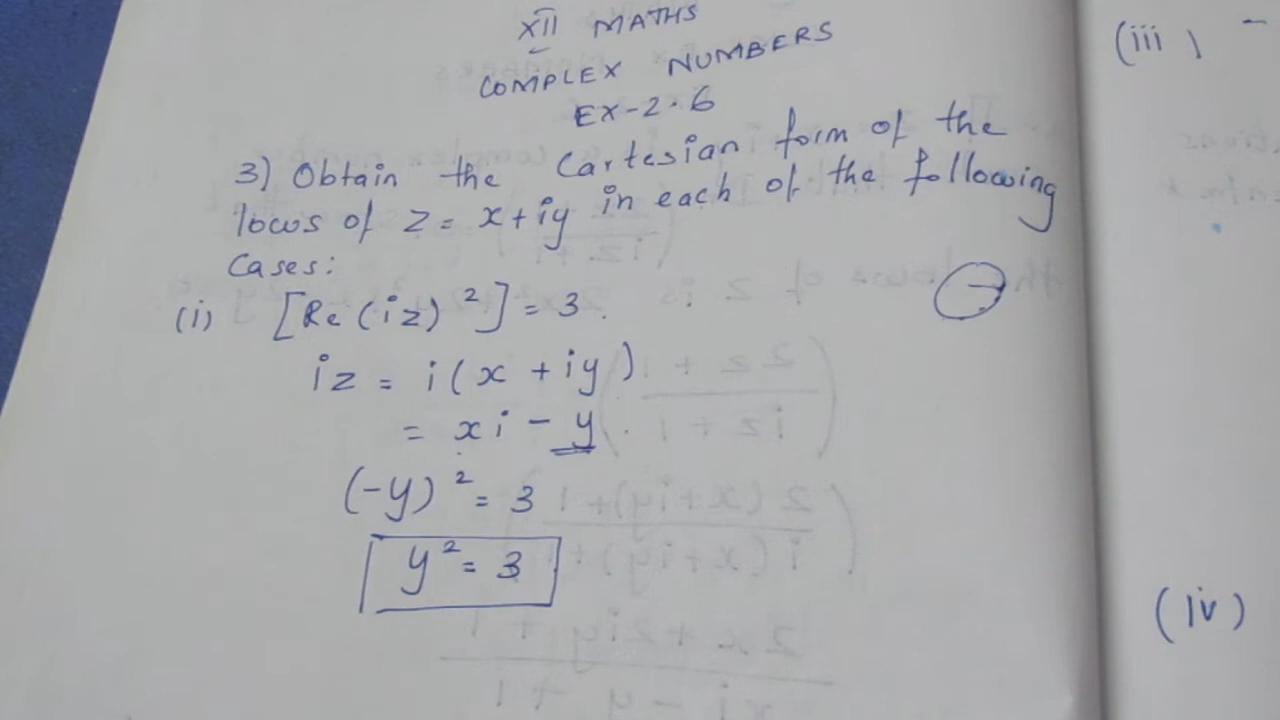 XII MATHS
COMPLEX NUMBERS
EX-2.6
3) Obtain the Cartesian form of the
locus of z = x+iy in each of the following
Cases:
(i) [Re(iz)²] = 3.
iz = i(x+iy)
= xi - y
(-y)² = 3
y² = 3
(iii)
(iv)